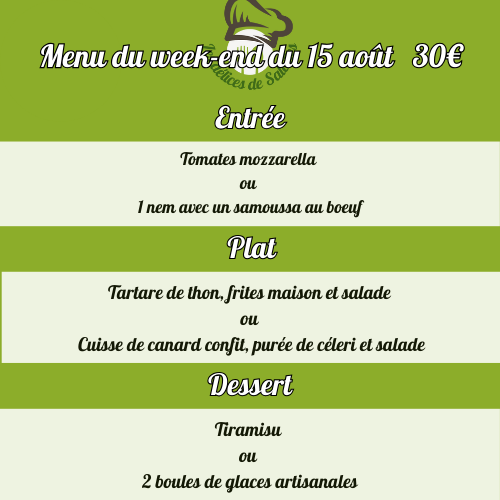 Menu du week-end du 15 août 30€
délices de
Entrée
Tomates mozzarella
ou
1 nem avec un samoussa au boeuf
Plat
Tartare de thon, frites maison et salade
ou
Cuisse de canard confit, purée de céleri et salade
Dessert
Tiramisu
ou
2 boules de glaces artisanales